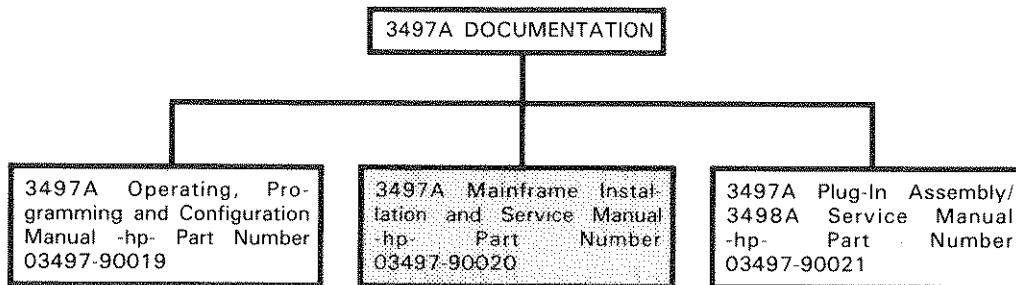 3497A DOCUMENTATION
3497A Operating, Pro-
gramming and Configuration
Manual -hp- Part Number
03497-90019
3497A Mainframe Instal-
lation and Service Manual
-hp- Part Number
03497-90020
3497A Plug-In Assembly/
3498A Service Manual
-hp- Part Number
03497-90021